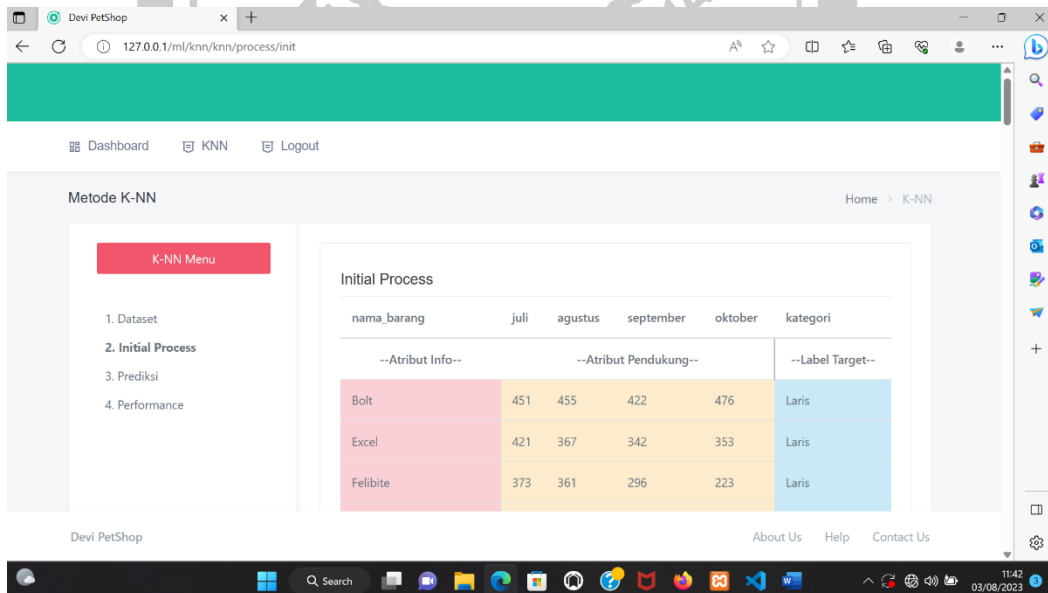 Devi PetShop
127.0.0.1/ml/knn/knn/process/init
Dashboard KNN Logout
Metode K-NN
Home > K-NN
K-NN Menu
1. Dataset
2. Initial Process
3. Prediksi
4. Performance
Initial Process
nama_barang juli agustus september oktober kategori
--Atribut Info-- --Atribut Pendukung-- --Label Target--
Bolt 451 455 422 476 Laris
Excel 421 367 342 353 Laris
Felibite 373 361 296 223 Laris
Devi PetShop
About Us Help Contact Us
Search
11:42
03/08/2023
3